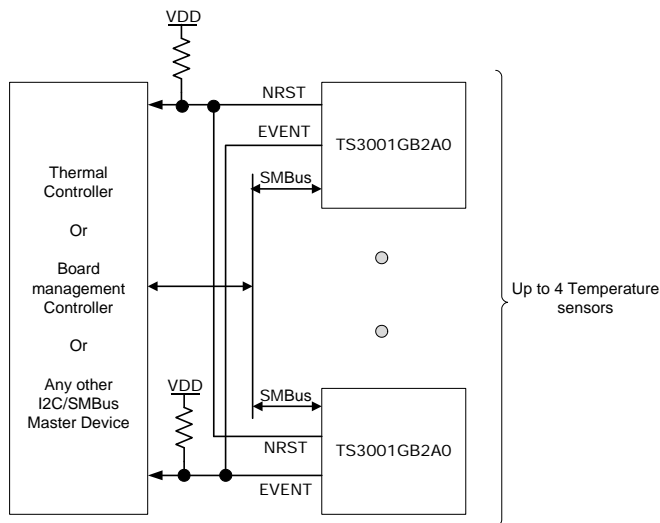 VDD
NRST
EVENT
TS3001GB2A0
SMBus
Thermal
Controller
Or
Board
management
Controller
Or
Any other
I2C/SMBus
Master Device
Up to 4 Temperature
sensors
VDD
SMBus
NRST
TS3001GB2A0
EVENT